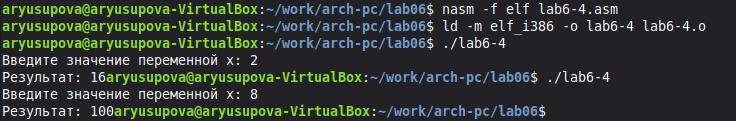 aryusupova@aryusupova-VirtualBox:~/work/arch-pc/lab06$ nasm -f elf lab6-4.asm
aryusupova@aryusupova-VirtualBox:~/work/arch-pc/lab06$ ld -m elf_i386 -o lab6-4 lab6-4.o
aryusupova@aryusupova-VirtualBox:~/work/arch-pc/lab06$ ./lab6-4
Введите значение переменной x: 2
Результат: 16aryusupova@aryusupova-VirtualBox:~/work/arch-pc/lab06$ ./lab6-4
Введите значение переменной x: 8
Результат: 100aryusupova@aryusupova-VirtualBox:~/work/arch-pc/lab06$